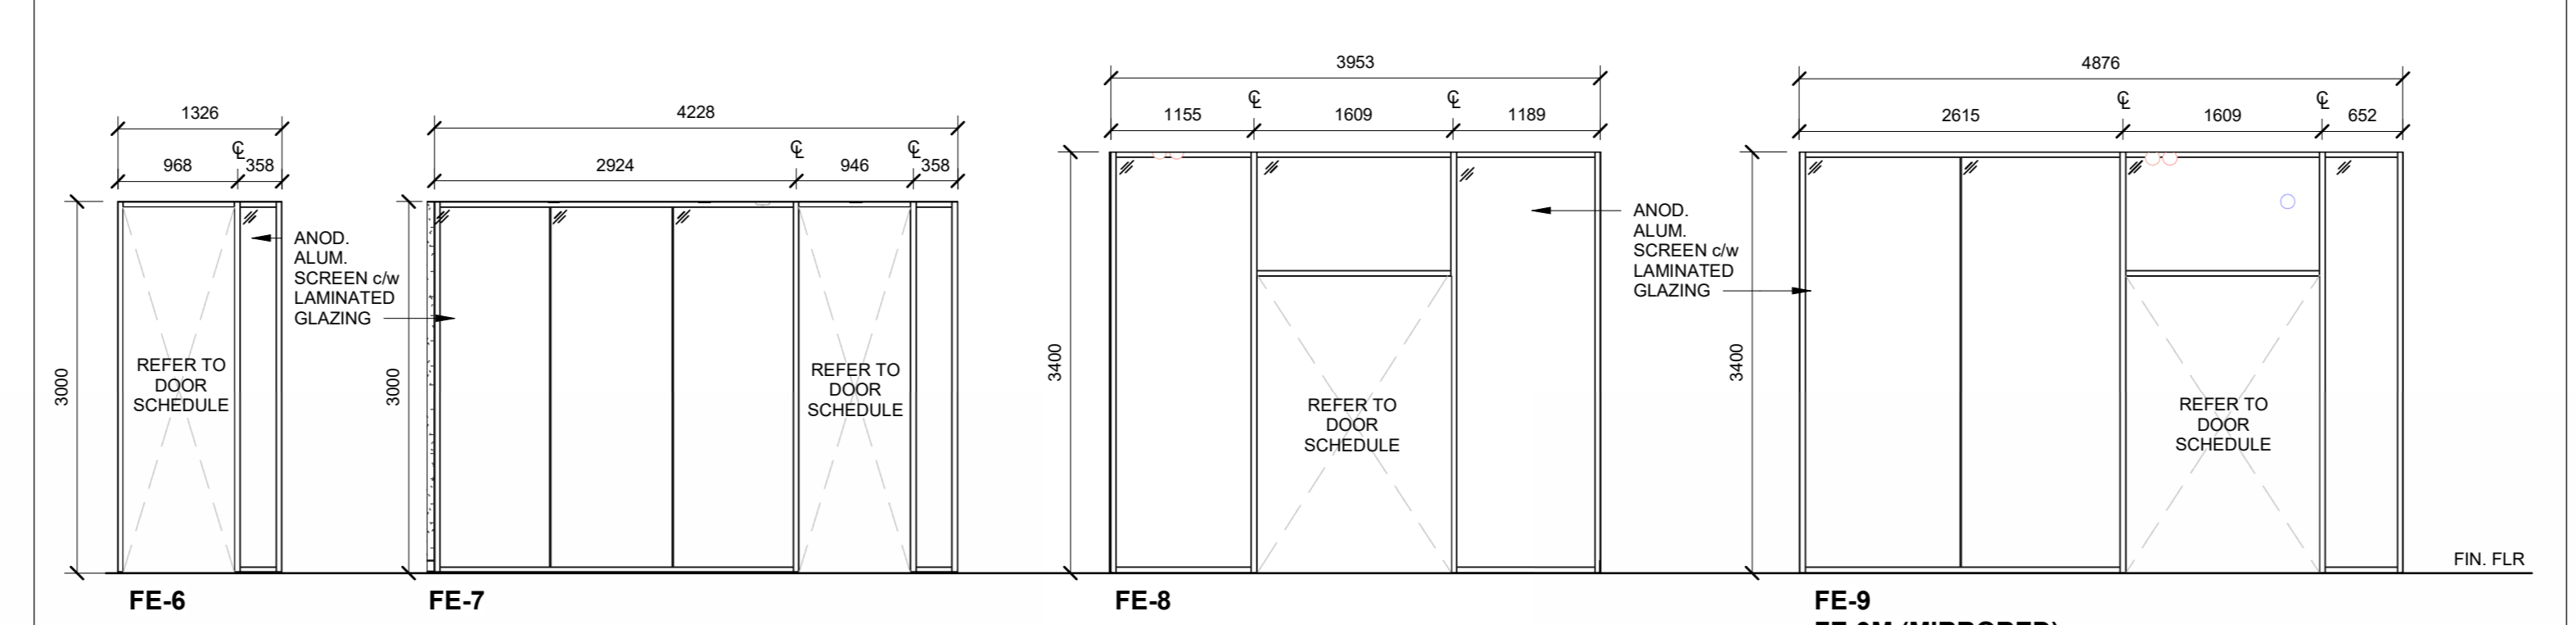 1326
℄
968
358
3000
REFER TO
DOOR
SCHEDULE
ANOD.
ALUM.
SCREEN c/w
LAMINATED
GLAZING
FE-6
4228
℄
℄
2924
946
358
3000
REFER TO
DOOR
SCHEDULE
FE-7
3953
℄
℄
1155
1609
1189
3400
REFER TO
DOOR
SCHEDULE
ANOD.
ALUM.
SCREEN c/w
LAMINATED
GLAZING
FE-8
4876
℄
℄
2615
1609
652
3400
REFER TO
DOOR
SCHEDULE
FIN. FLR
FE-9
(MIRRORED)